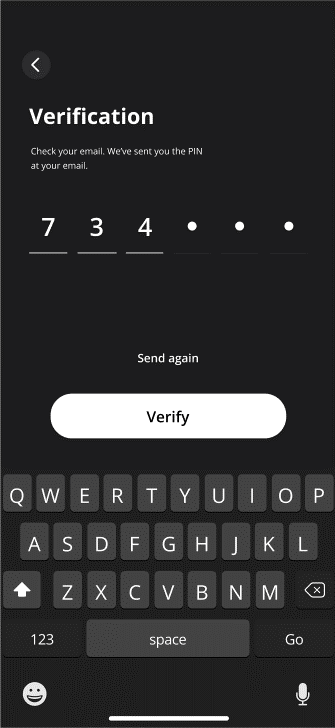 Verification
Check your email. We've sent you the PIN
at your email.
7 3 4 • • •
Send again
Verify
Q W E R T Y U I O P
A S D F G H J K L
Z X C V B N M
123 space Go